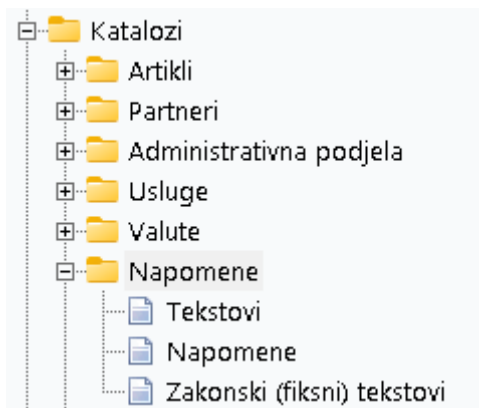 Katalozi
Artikli
Partneri
Administrativna podjela
Usluge
Valute
Napomene
Tekstovi
Napomene
Zakonski (fiksni) tekstovi